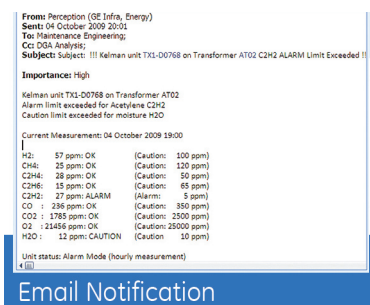 From: Perception (GE Infra, Energy)
Sent: 04 October 2009 20:01
To: Maintenance Engineering;
Cc: DGA Analysis;
Subject: Subject: !!! Kelman unit TX1-D0768 on Transformer AT02 C2H2 ALARM Limit Exceeded !!
Importance: High
Kelman unit TX1-D0768 on Transformer AT02
Alarm limit exceeded for Acetylene C2H2
Caution limit exceeded for moisture H2O
Current Measurement: 04 October 2009 19:00
H2: 57 ppm: OK (Caution: 100 ppm)
CH4: 25 ppm: OK (Caution: 120 ppm)
C2H4: 28 ppm: OK (Caution: 50 ppm)
C2H6: 15 ppm: OK (Caution: 65 ppm)
C2H2: 27 ppm: ALARM (Alarm: 5 ppm)
CO : 236 ppm: OK (Caution: 350 ppm)
CO2 : 1785 ppm: OK (Caution: 2500 ppm)
O2 : 21456 ppm: OK (Caution: 25000 ppm)
H2O : 12 ppm: CAUTION (Caution 10 ppm)
Unit status: Alarm Mode (hourly measurement)
Email Notification